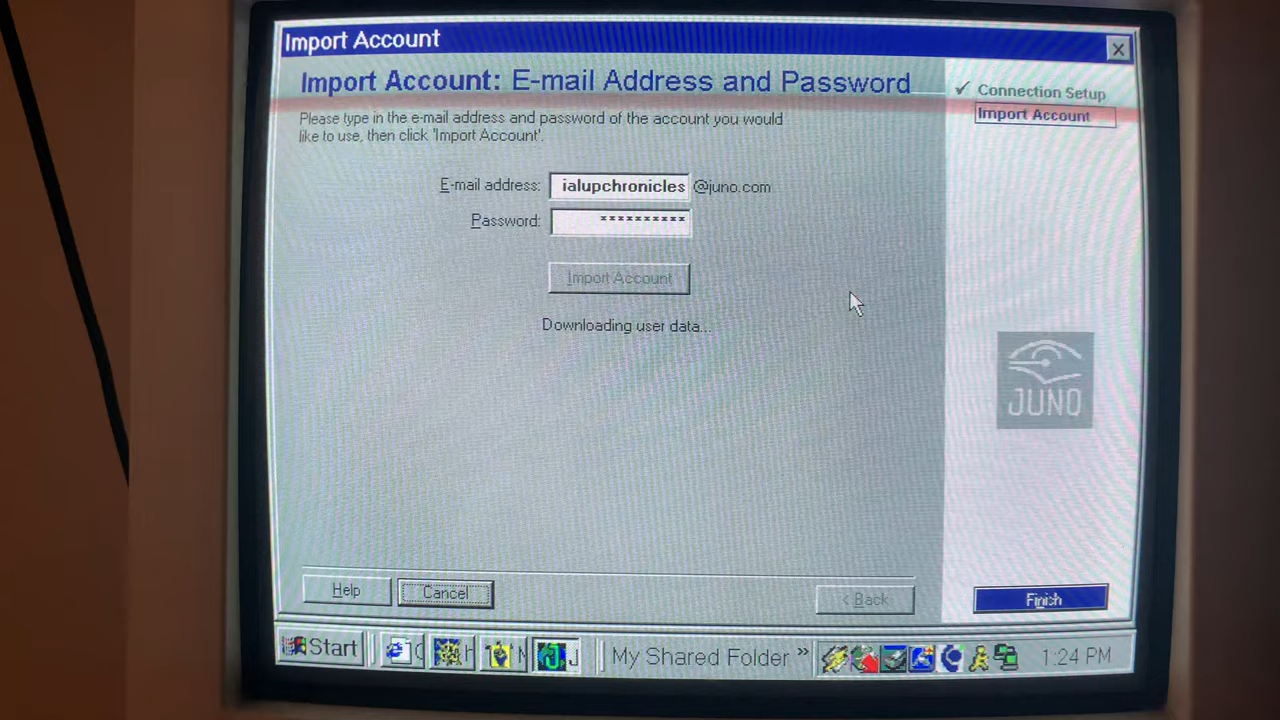 Import Account
Import Account: E-mail Address and Password
Please type in the e-mail address and password of the account you would
like to use, then click 'Import Account'.
E-mail address: ialupchronicles @juno.com
Password: **********
Import Account
Downloading user data...
✓ Connection Setup
Import Account
JUNO
Help
Cancel
< Back
Finish
Start
J
My Shared Folder »
1:24 PM